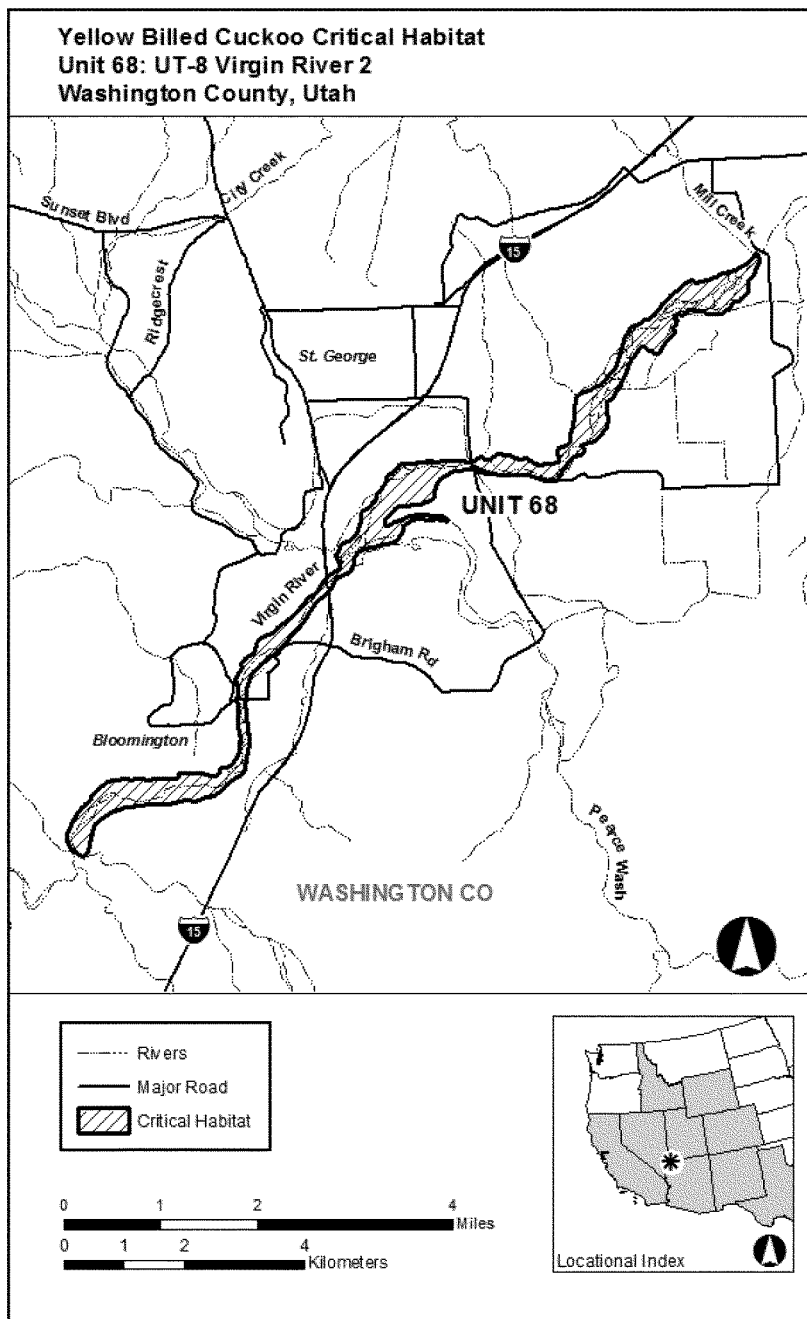 Yellow Billed Cuckoo Critical Habitat
Unit 68: UT-8 Virgin River 2
Washington County, Utah
City Creek
Sunset Blvd
Mill Creek
15
Ridgecrest
St. George
UNIT 68
Virgin River
Brigham Rd
Bloomington
Pearce Wash
WASHINGTON CO
15
Rivers
Major Road
Critical Habitat
0 1 2 4
Miles
0 1 2 4
Kilometers
Locational Index